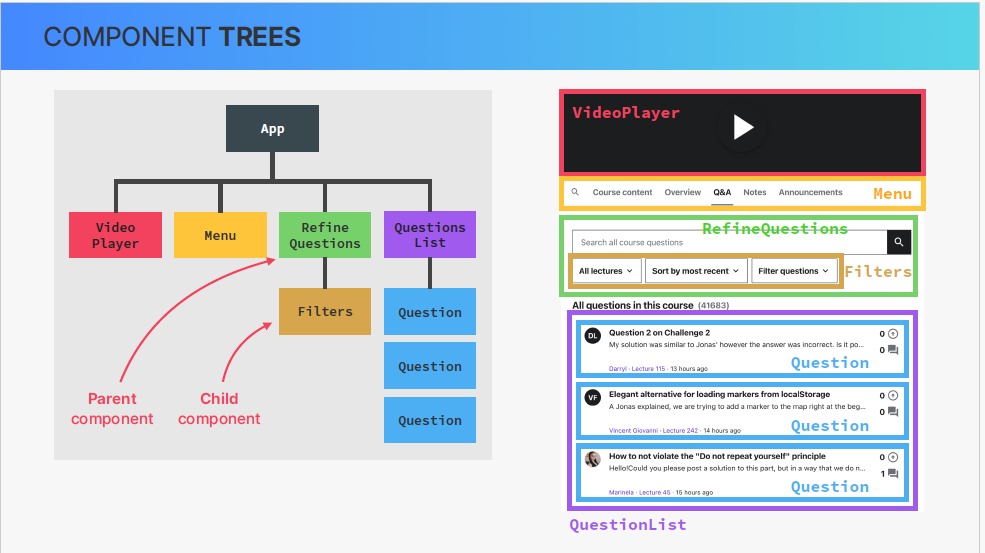 COMPONENT TREES
App
Video
Player
Menu
Refine
Questions
Questions
List
Filters
Question
Question
Question
Parent
component
Child
component
VideoPlayer
Course content Overview Q&A Notes Announcements
Menu
RefineQuestions
Search all course questions
All lectures Sort by most recent Filter questions
Filters
All questions in this course (41683)
DL
Question 2 on Challenge 2
0
My solution was similar to Jonas' however the answer was incorrect. Is it po...
0
Question
Darryl · Lecture 115 · 13 hours ago
VF
Elegant alternative for loading markers from localStorage
0
A Jonas explained, we are trying to add a marker to the map right at the beg...
0
Question
Vincent Giovanni · Lecture 242 · 14 hours ago
How to not violate the "Do not repeat yourself" principle
0
Hello!Could you please post a solution to this part, but in a way that we do n...
1
Question
Marinela · Lecture 45 · 15 hours ago
QuestionList